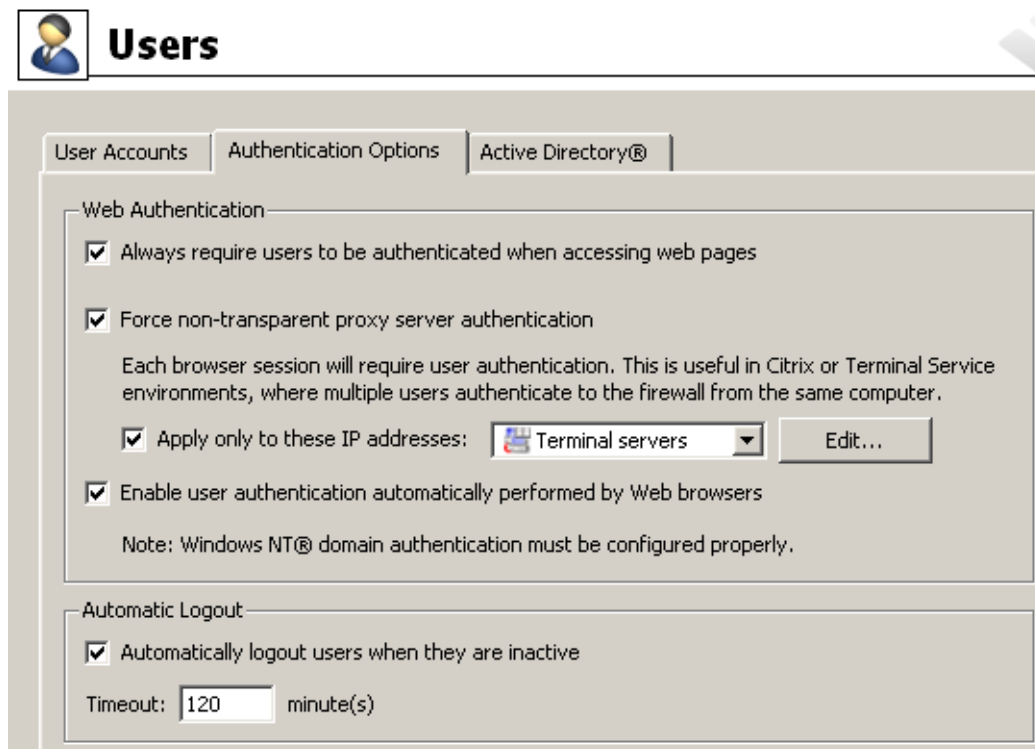 Users
User Accounts
Authentication Options
Active Directory®
Web Authentication
Always require users to be authenticated when accessing web pages
Force non-transparent proxy server authentication
Each browser session will require user authentication. This is useful in Citrix or Terminal Service
environments, where multiple users authenticate to the firewall from the same computer.
Apply only to these IP addresses: Terminal servers Edit...
Enable user authentication automatically performed by Web browsers
Note: Windows NT® domain authentication must be configured properly.
Automatic Logout
Automatically logout users when they are inactive
Timeout: 120 minute(s)